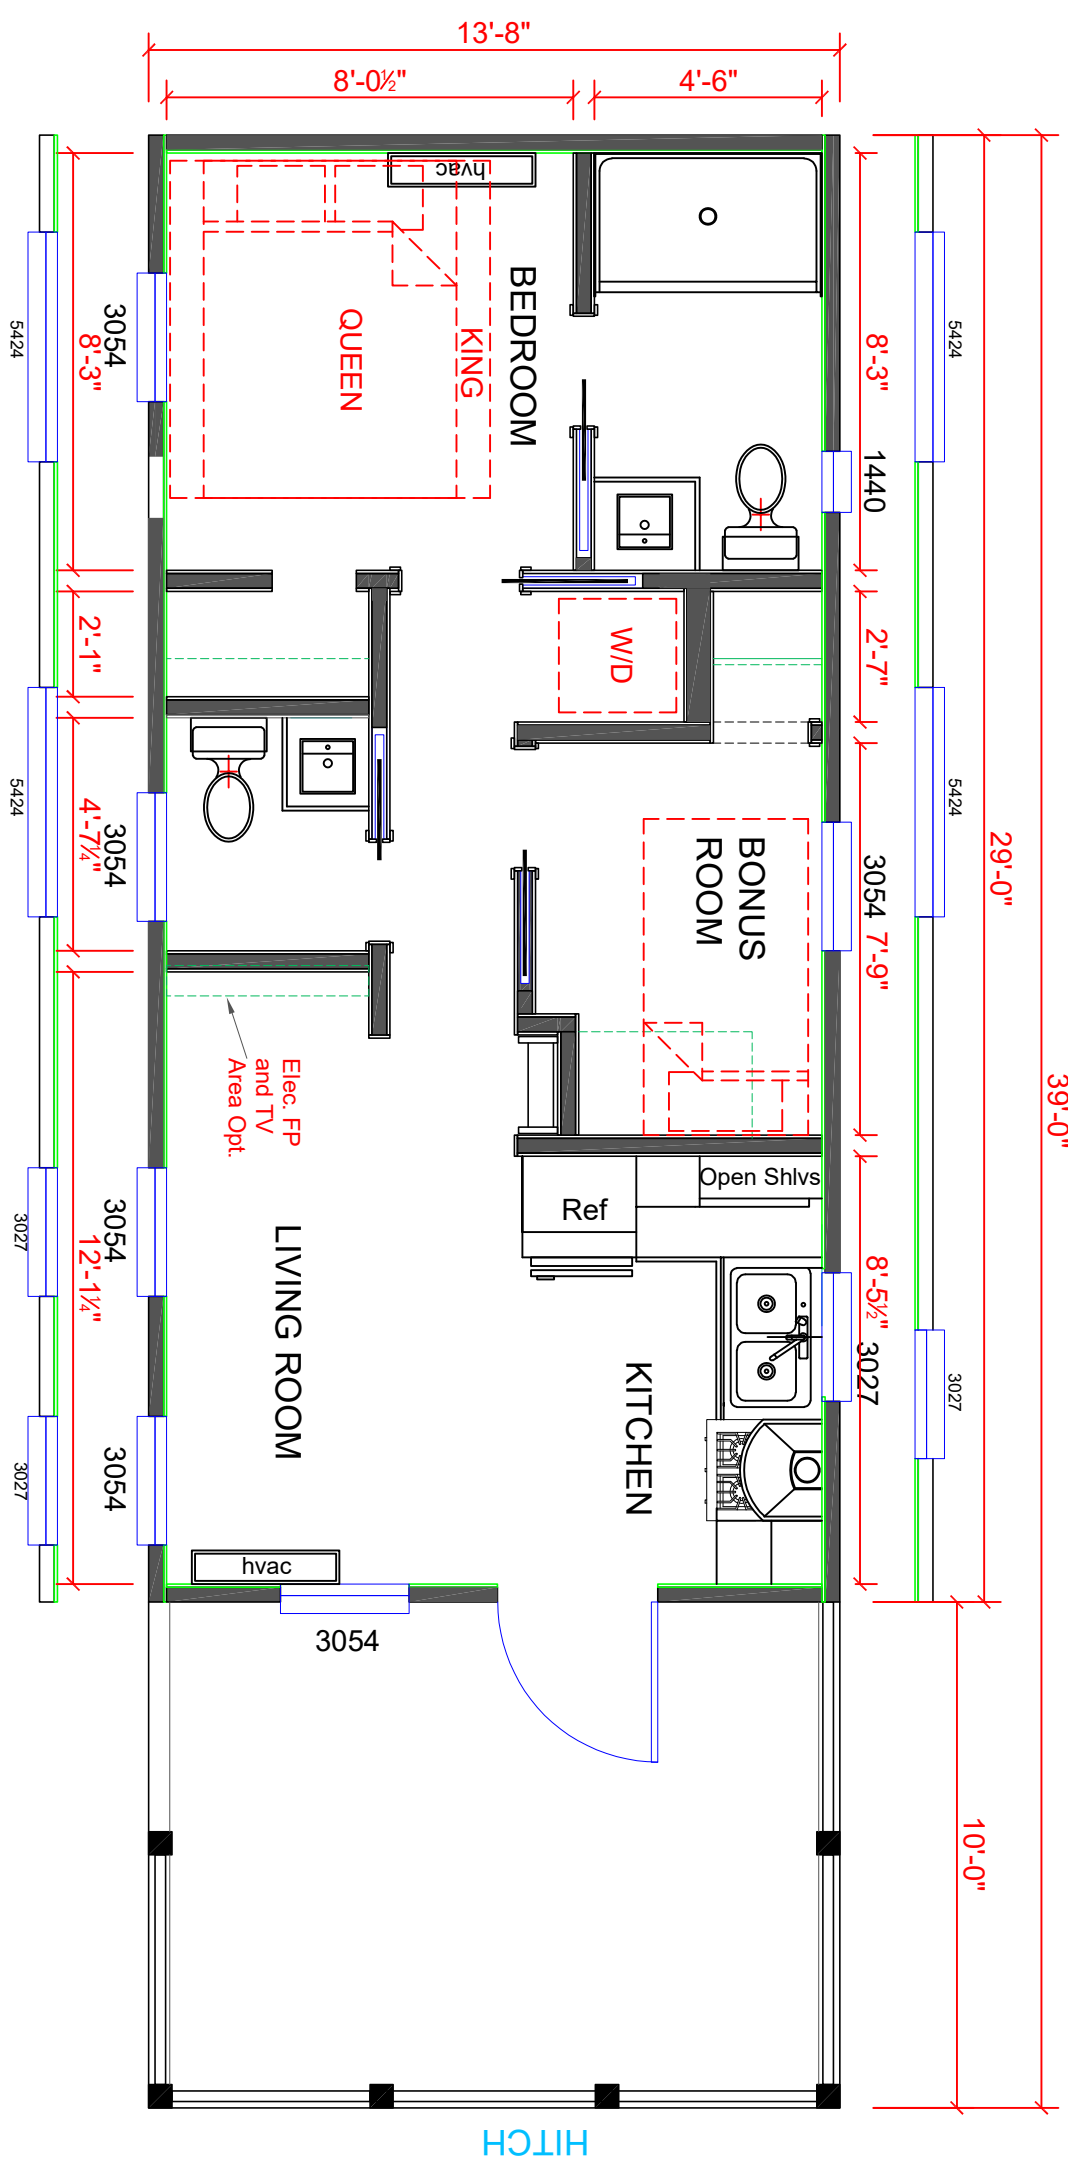 13'-8"
8'-0½"
4'-6"
hvac
BEDROOM
KING
QUEEN
3054
8'-3"
5424
8'-3"
1440
5424
2'-1"
W/D
2'-7"
5424
3054
4'-7¼"
BONUS
ROOM
3054
7'-9"
5424
29'-0"
39'-0"
Elec. FP
and TV
Area Opt.
Open Shlvs
Ref
LIVING ROOM
KITCHEN
3054
12'-1¼"
3027
8'-5½"
3027
3027
3054
3027
hvac
3054
10'-0"
HITCH